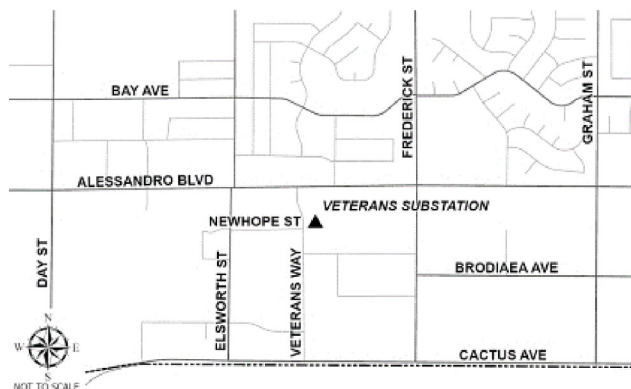 BAY AVE
FREDERICK ST
GRAHAM ST
ALESSANDRO BLVD
VETERANS SUBSTATION
NEWHOPE ST
DAY ST
ELSWORTH ST
VETERANS WAY
BRODIAEA AVE
N
W E
S
CACTUS AVE
NOT TO SCALE